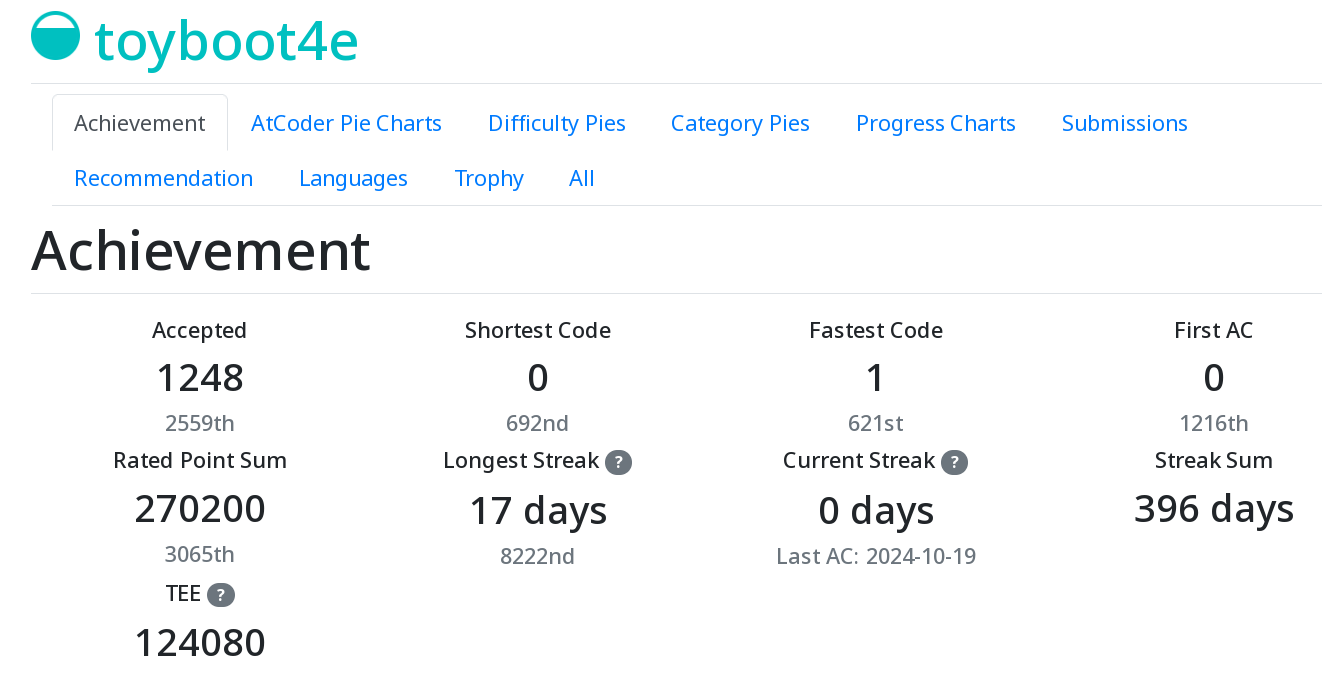 toyboot4e
Achievement AtCoder Pie Charts Difficulty Pies Category Pies Progress Charts Submissions
Recommendation Languages Trophy All
Achievement
Accepted Shortest Code Fastest Code First AC
1248 0 1 0
2559th 692nd 621st 1216th
Rated Point Sum Longest Streak ? Current Streak ? Streak Sum
270200 17 days 0 days 396 days
3065th 8222nd Last AC: 2024-10-19
TEE ?
124080